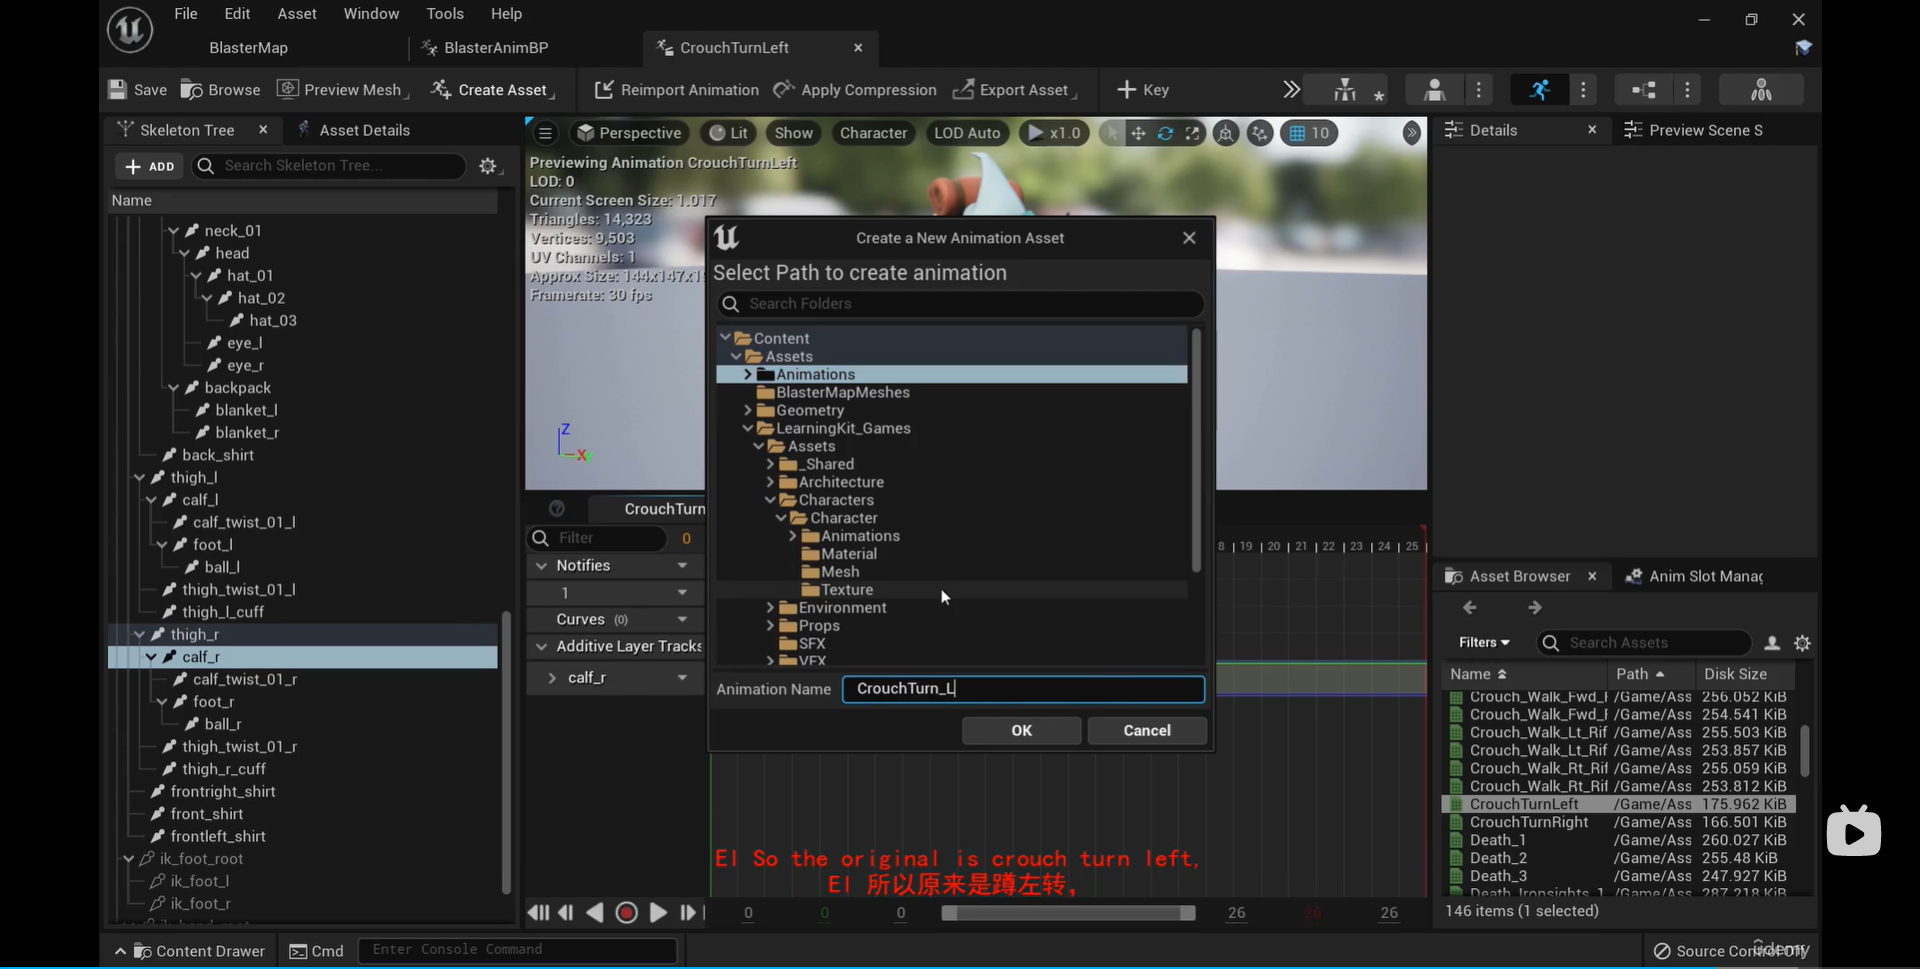 File Edit Asset Window Tools Help
BlasterMap BlasterAnimBP CrouchTurnLeft
Save Browse Preview Mesh Create Asset Reimport Animation Apply Compression Export Asset Key
Skeleton Tree Asset Details
ADD Search Skeleton Tree...
Name
neck_01
head
hat_01
hat_02
hat_03
eye_l
eye_r
backpack
blanket_l
blanket_r
back_shirt
thigh_l
calf_l
calf_twist_01_l
foot_l
ball_l
thigh_twist_01_l
thigh_l_cuff
thigh_r
calf_r
calf_twist_01_r
foot_r
ball_r
thigh_twist_01_r
thigh_r_cuff
frontright_shirt
front_shirt
frontleft_shirt
ik_foot_root
ik_foot_l
ik_foot_r
Perspective Lit Show Character LOD Auto x1.0 10
Previewing Animation CrouchTurnLeft
LOD: 0
Current Screen Size: 1.017
Triangles: 14,323
Vertices: 9,503
UV Channels: 1
Approx Size: 144x147x1
Framerate: 30 fps
Z
X
Create a New Animation Asset
Select Path to create animation
Search Folders
Content
Assets
Animations
BlasterMapMeshes
Geometry
LearningKit_Games
Assets
_Shared
Architecture
Characters
Character
Animations
Material
Mesh
Texture
Environment
Props
SFX
VFX
Animation Name CrouchTurn_L
OK Cancel
CrouchTurn
Filter 0
Notifies
1
Curves (0)
Additive Layer Tracks
calf_r
8 19 20 21 22 23 24 25
El So the original is crouch turn left,
El 所以原来是蹲左转，
0 0 0 26 26 26
Details Preview Scene S
Asset Browser Anim Slot Manag
Filters Search Assets
Name Path Disk Size
Crouch_Walk_Fwd_ /Game/Ass 256.052 KiB
Crouch_Walk_Fwd_ /Game/Ass 254.541 KiB
Crouch_Walk_Lt_Rif /Game/Ass 255.503 KiB
Crouch_Walk_Lt_Rif /Game/Ass 253.857 KiB
Crouch_Walk_Rt_Rif /Game/Ass 255.059 KiB
Crouch_Walk_Rt_Rif /Game/Ass 253.812 KiB
CrouchTurnLeft /Game/Ass 175.962 KiB
CrouchTurnRight /Game/Ass 166.501 KiB
Death_1 /Game/Ass 260.027 KiB
Death_2 /Game/Ass 255.48 KiB
Death_3 /Game/Ass 247.927 KiB
Death_Ironsights_1 /Game/Ass 287.218 KiB
146 items (1 selected)
Content Drawer Cmd Enter Console Command Source Control Off
udemy